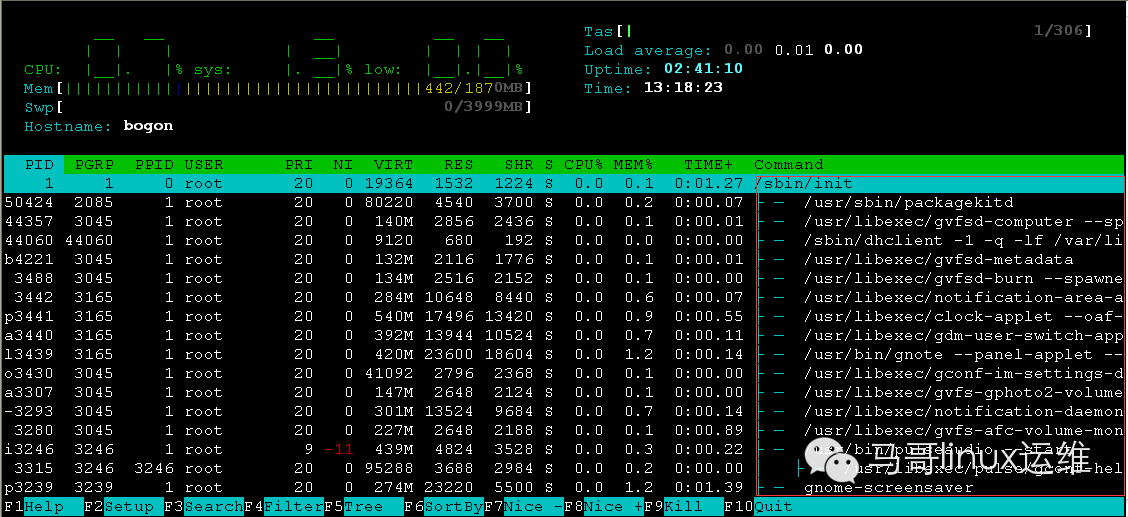 Tas[| 1/306]
Load average: 0.00 0.01 0.00
CPU: 0.7% sys: 1.3% low: 0.0%
Uptime: 02:41:10
Mem[||||||||||||||||||||||||||||||||||||442/1870MB]
Time: 13:18:23
Swp[ 0/3999MB]
Hostname: bogon
PID PGRP PPID USER PRI NI VIRT RES SHR S CPU% MEM% TIME+ Command
1 1 0 root 20 0 19364 1532 1224 S 0.0 0.1 0:01.27 /sbin/init
50424 2085 1 root 20 0 80220 4540 3700 S 0.0 0.2 0:00.07 ├─ /usr/sbin/packagekitd
44357 3045 1 root 20 0 140M 2856 2436 S 0.0 0.1 0:00.01 ├─ /usr/libexec/gvfsd-computer --sp
44060 44060 1 root 20 0 9120 680 192 S 0.0 0.0 0:00.00 ├─ /sbin/dhclient -1 -q -lf /var/li
b4221 3045 1 root 20 0 132M 2116 1776 S 0.0 0.1 0:00.01 ├─ /usr/libexec/gvfsd-metadata
3488 3045 1 root 20 0 134M 2516 2152 S 0.0 0.1 0:00.00 ├─ /usr/libexec/gvfsd-burn --spawne
3442 3165 1 root 20 0 284M 10648 8440 S 0.0 0.6 0:00.07 ├─ /usr/libexec/notification-area-a
p3441 3165 1 root 20 0 540M 17496 13420 S 0.0 0.9 0:00.55 ├─ /usr/libexec/clock-applet --oaf-
a3440 3165 1 root 20 0 392M 13944 10524 S 0.0 0.7 0:00.11 ├─ /usr/libexec/gdm-user-switch-app
l3439 3165 1 root 20 0 420M 23600 18604 S 0.0 1.2 0:00.14 ├─ /usr/bin/gnote --panel-applet --
o3430 3045 1 root 20 0 41092 2796 2368 S 0.0 0.1 0:00.00 ├─ /usr/libexec/gconf-im-settings-d
a3307 3045 1 root 20 0 147M 2648 2124 S 0.0 0.1 0:00.00 ├─ /usr/libexec/gvfs-gphoto2-volume
-3293 3045 1 root 20 0 301M 13524 9684 S 0.0 0.7 0:00.14 ├─ /usr/libexec/notification-daemon
3280 3045 1 root 20 0 227M 2648 2188 S 0.0 0.1 0:00.89 ├─ /usr/libexec/gvfs-afc-volume-mon
i3246 3246 1 root 9 -11 439M 4824 3528 S 0.0 0.3 0:00.22 ├─ /usr/bin/pulseaudio --start
3315 3246 3246 root 20 0 95288 3688 2984 S 0.0 0.2 0:00.00 ├ /usr/libexec/pulse/gconf-hel
马哥linux运维
p3239 3239 1 root 20 0 274M 23220 5500 S 0.0 1.2 0:01.39 ├─ gnome-screensaver
F1Help F2Setup F3SearchF4FilterF5Tree F6SortByF7Nice -F8Nice +F9Kill F10Quit